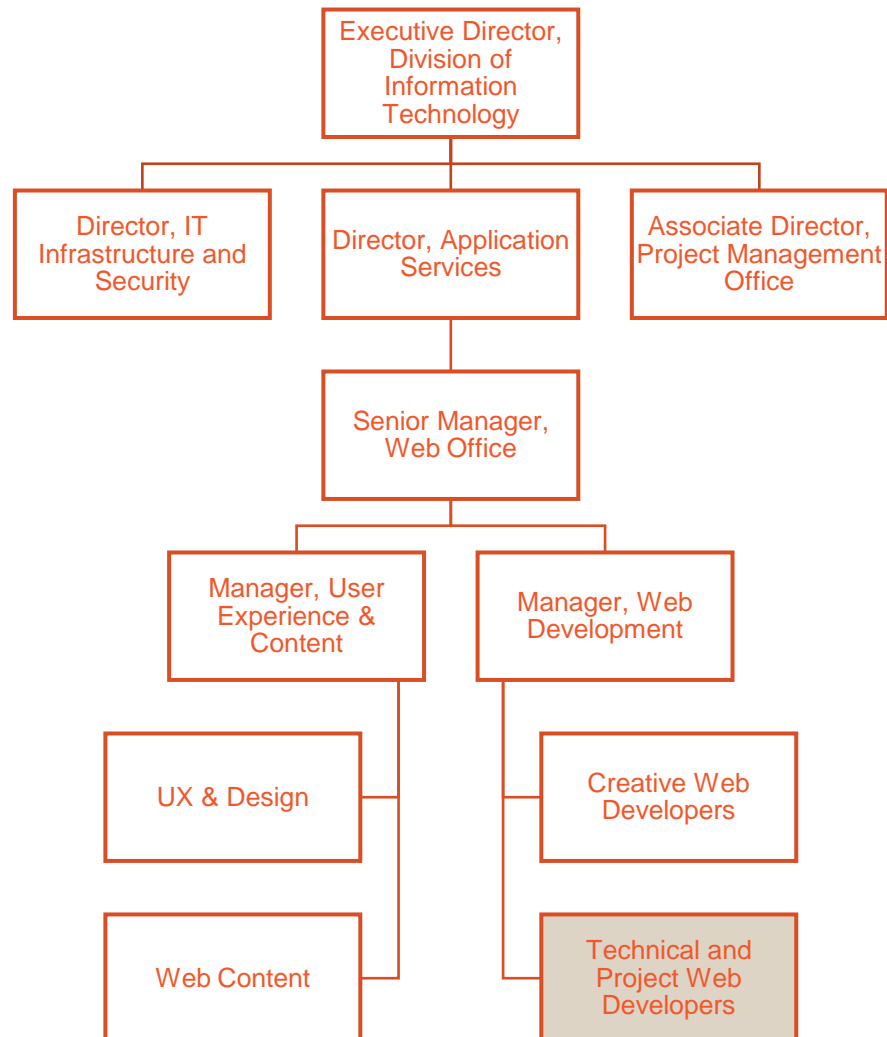 Executive Director,
Division of
Information
Technology
Director, IT
Infrastructure and
Security
Director, Application
Services
Associate Director,
Project Management
Office
Senior Manager,
Web Office
Manager, User
Experience &
Content
Manager, Web
Development
UX & Design
Creative Web
Developers
Web Content
Technical and
Project Web
Developers